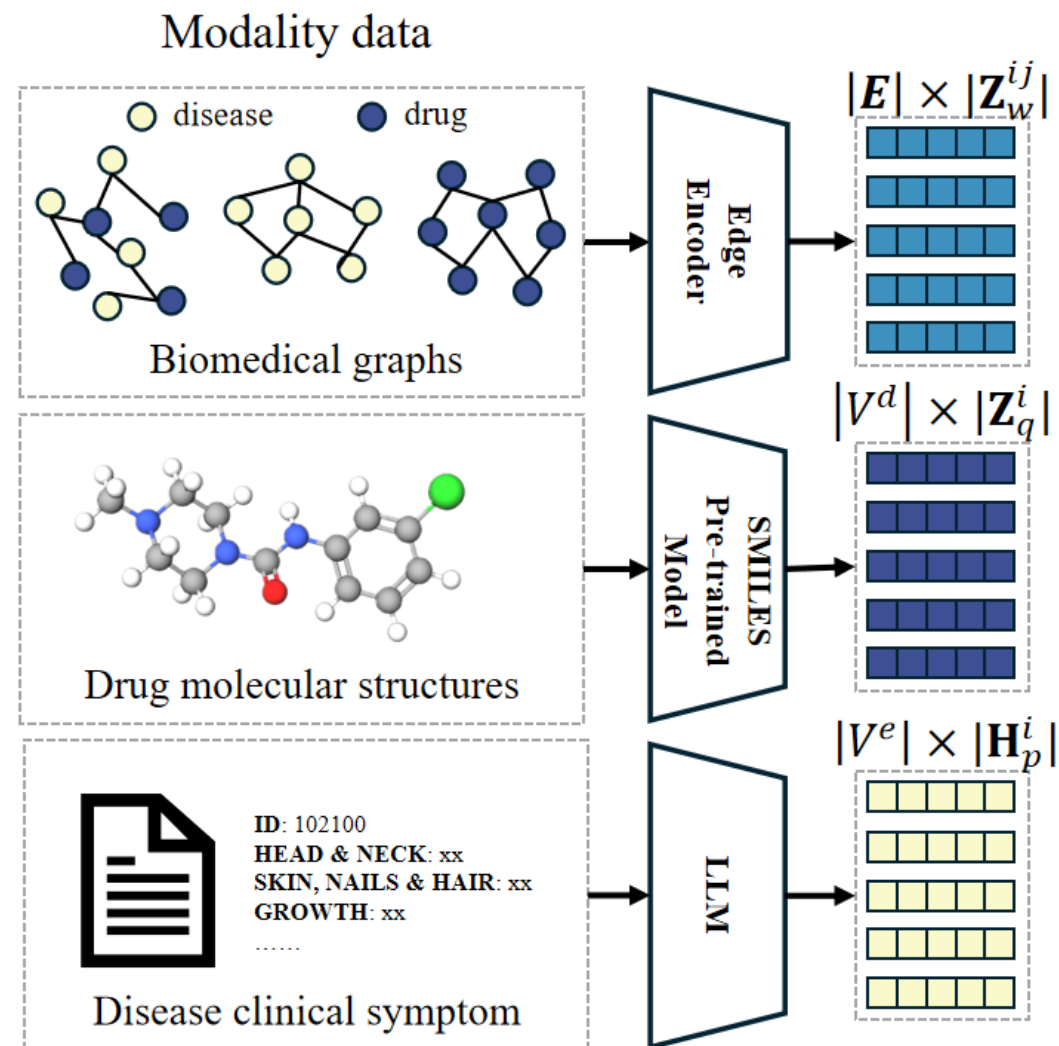 Modality data
disease
drug
Biomedical graphs
Edge
Encoder
|E| × |Z_w^{ij}|
Drug molecular structures
SMILES
Pre-trained
Model
|V^d| × |Z_q^i|
ID: 102100
HEAD & NECK: xx
SKIN, NAILS & HAIR: xx
GROWTH: xx
......
Disease clinical symptom
LLM
|V^e| × |H_p^i|